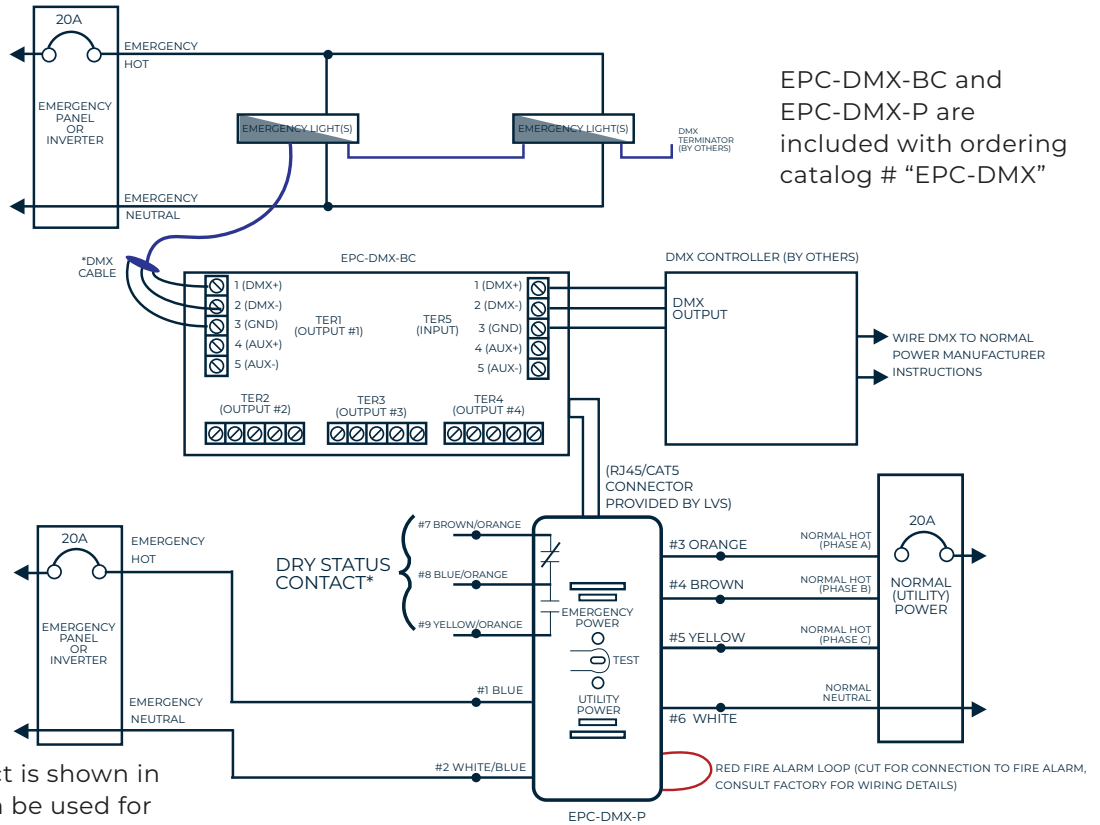 20A
EMERGENCY
HOT
EMERGENCY
PANEL
OR
INVERTER
EMERGENCY LIGHT(S)
EMERGENCY LIGHT(S)
DMX
TERMINATOR
(BY OTHERS)
EMERGENCY
NEUTRAL
EPC-DMX-BC and
EPC-DMX-P are
included with ordering
catalog # “EPC-DMX”
*DMX
CABLE
EPC-DMX-BC
1 (DMX+)
2 (DMX-)
3 (GND)
4 (AUX+)
5 (AUX-)
TER1
(OUTPUT #1)
TER5
(INPUT)
1 (DMX+)
2 (DMX-)
3 (GND)
4 (AUX+)
5 (AUX-)
TER2
(OUTPUT #2)
TER3
(OUTPUT #3)
TER4
(OUTPUT #4)
DMX CONTROLLER (BY OTHERS)
DMX
OUTPUT
WIRE DMX TO NORMAL
POWER MANUFACTURER
INSTRUCTIONS
(RJ45/CAT5
CONNECTOR
PROVIDED BY LVS)
20A
EMERGENCY
HOT
EMERGENCY
PANEL
OR
INVERTER
EMERGENCY
NEUTRAL
DRY STATUS
CONTACT*
#7 BROWN/ORANGE
#8 BLUE/ORANGE
#9 YELLOW/ORANGE
#1 BLUE
#2 WHITE/BLUE
EMERGENCY
POWER
TEST
UTILITY
POWER
EPC-DMX-P
#3 ORANGE
NORMAL HOT
(PHASE A)
#4 BROWN
NORMAL HOT
(PHASE B)
#5 YELLOW
NORMAL HOT
(PHASE C)
#6 WHITE
NORMAL
NEUTRAL
20A
NORMAL
(UTILITY)
POWER
RED FIRE ALARM LOOP (CUT FOR CONNECTION TO FIRE ALARM,
CONSULT FACTORY FOR WIRING DETAILS)
is shown in
be used for